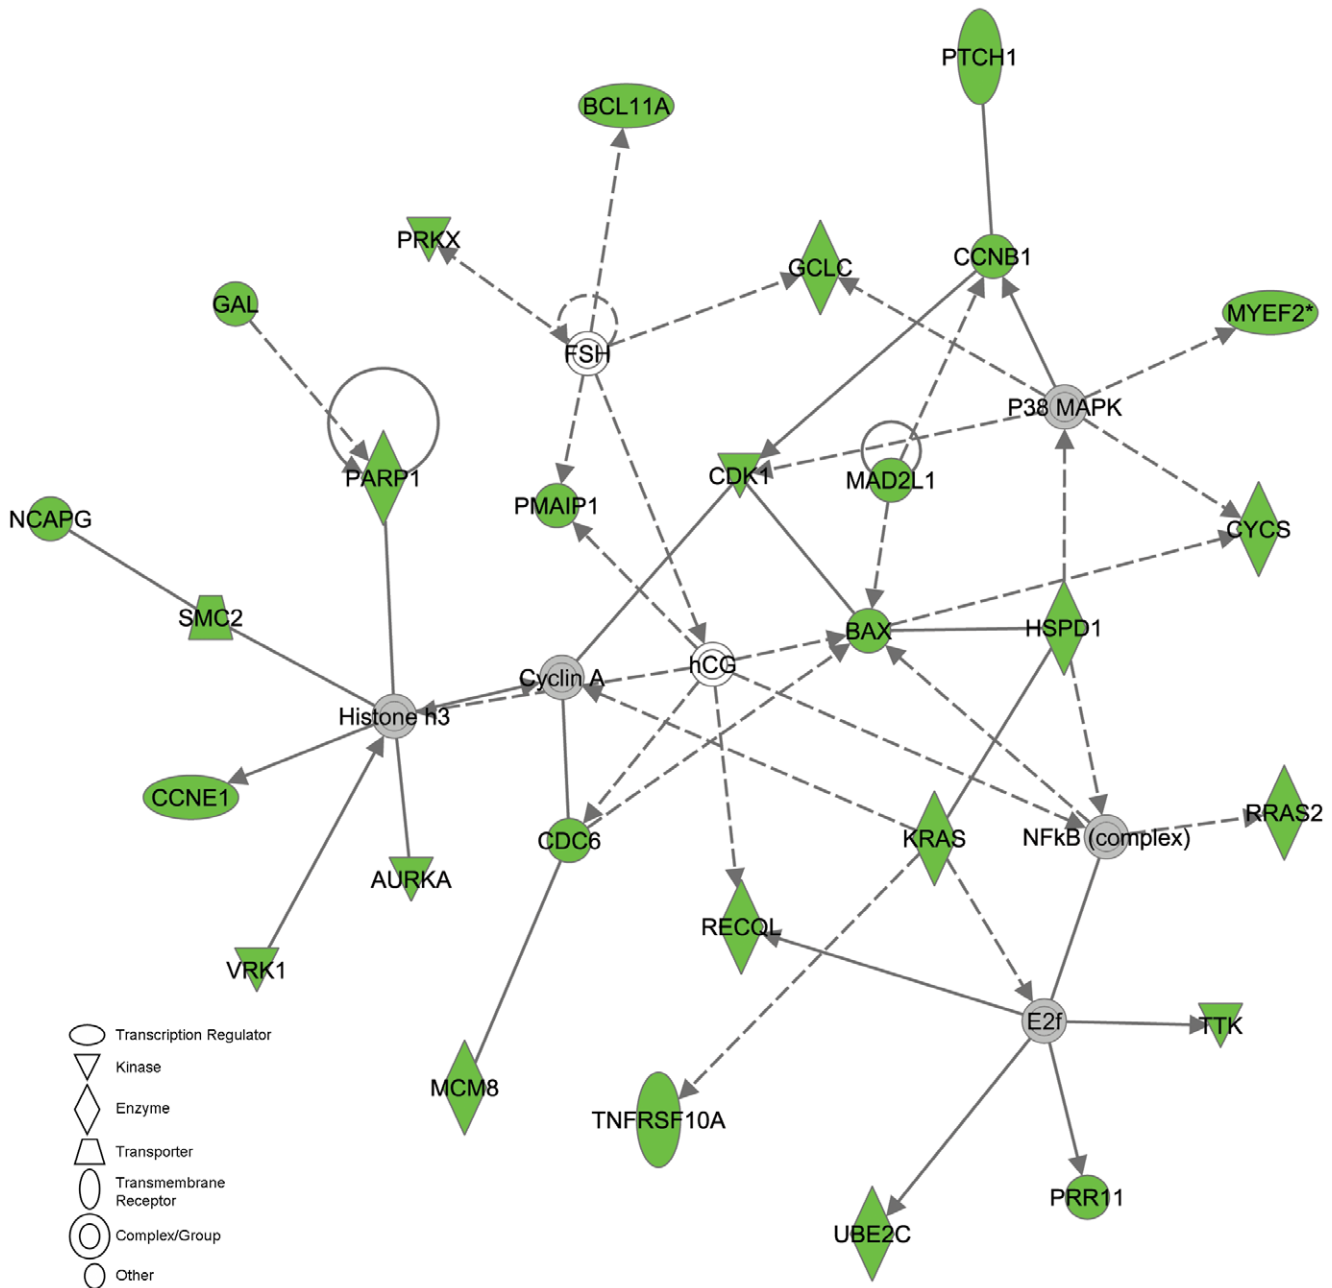 PTCH1
BCL11A
PRKX
GCLC
CCNB1
GAL
MYEF2*
FSH
P38 MAPK
PARP1
CDK1
MAD2L1
PMAIP1
NCAPG
CYCS
SMC2
BAX
HSPD1
hCG
Cyclin A
Histone h3
CCNE1
RRAS2
CDC6
KRAS
NFkB (complex)
AURKA
RECQL
VRK1
E2f
TTK
Transcription Regulator
Kinase
MCM8
Enzyme
TNFRSF10A
Transporter
Transmembrane
Receptor
PRR11
Complex/Group
UBE2C
Other